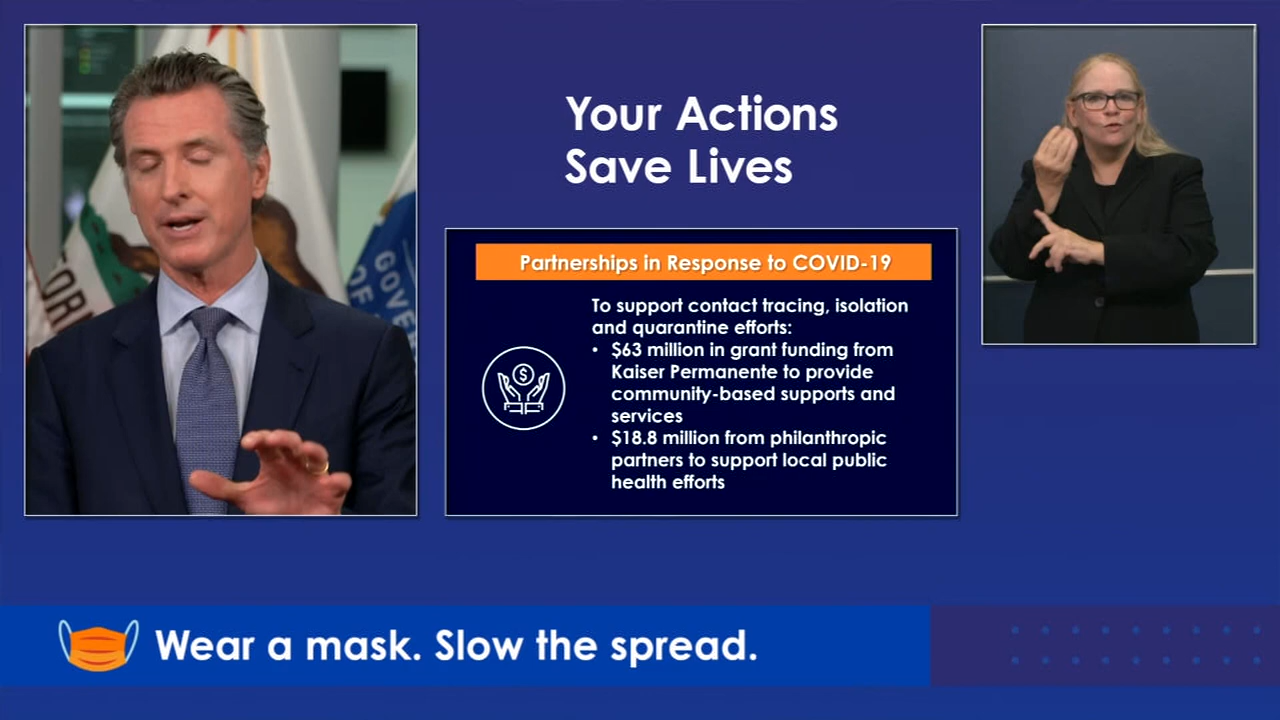 Your Actions
Save Lives
Partnerships in Response to COVID-19
To support contact tracing, isolation
and quarantine efforts:
• $63 million in grant funding from
Kaiser Permanente to provide
community-based supports and
services
$
• $18.8 million from philanthropic
partners to support local public
health efforts
GOVE
OF
Wear a mask. Slow the spread.